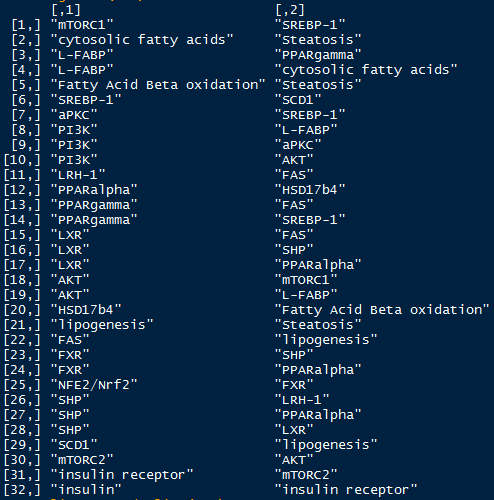 [,1] [,2]
[1,] "mTORC1" "SREBP-1"
[2,] "cytosolic fatty acids" "Steatosis"
[3,] "L-FABP" "PPARgamma"
[4,] "L-FABP" "cytosolic fatty acids"
[5,] "Fatty Acid Beta oxidation" "Steatosis"
[6,] "SREBP-1" "SCD1"
[7,] "aPKC" "SREBP-1"
[8,] "PI3K" "L-FABP"
[9,] "PI3K" "aPKC"
[10,] "PI3K" "AKT"
[11,] "LRH-1" "FAS"
[12,] "PPARalpha" "HSD17b4"
[13,] "PPARgamma" "FAS"
[14,] "PPARgamma" "SREBP-1"
[15,] "LXR" "FAS"
[16,] "LXR" "SHP"
[17,] "LXR" "PPARalpha"
[18,] "AKT" "mTORC1"
[19,] "AKT" "L-FABP"
[20,] "HSD17b4" "Fatty Acid Beta oxidation"
[21,] "lipogenesis" "Steatosis"
[22,] "FAS" "lipogenesis"
[23,] "FXR" "SHP"
[24,] "FXR" "PPARalpha"
[25,] "NFE2/Nrf2" "FXR"
[26,] "SHP" "LRH-1"
[27,] "SHP" "PPARalpha"
[28,] "SHP" "LXR"
[29,] "SCD1" "lipogenesis"
[30,] "mTORC2" "AKT"
[31,] "insulin receptor" "mTORC2"
[32,] "insulin" "insulin receptor"